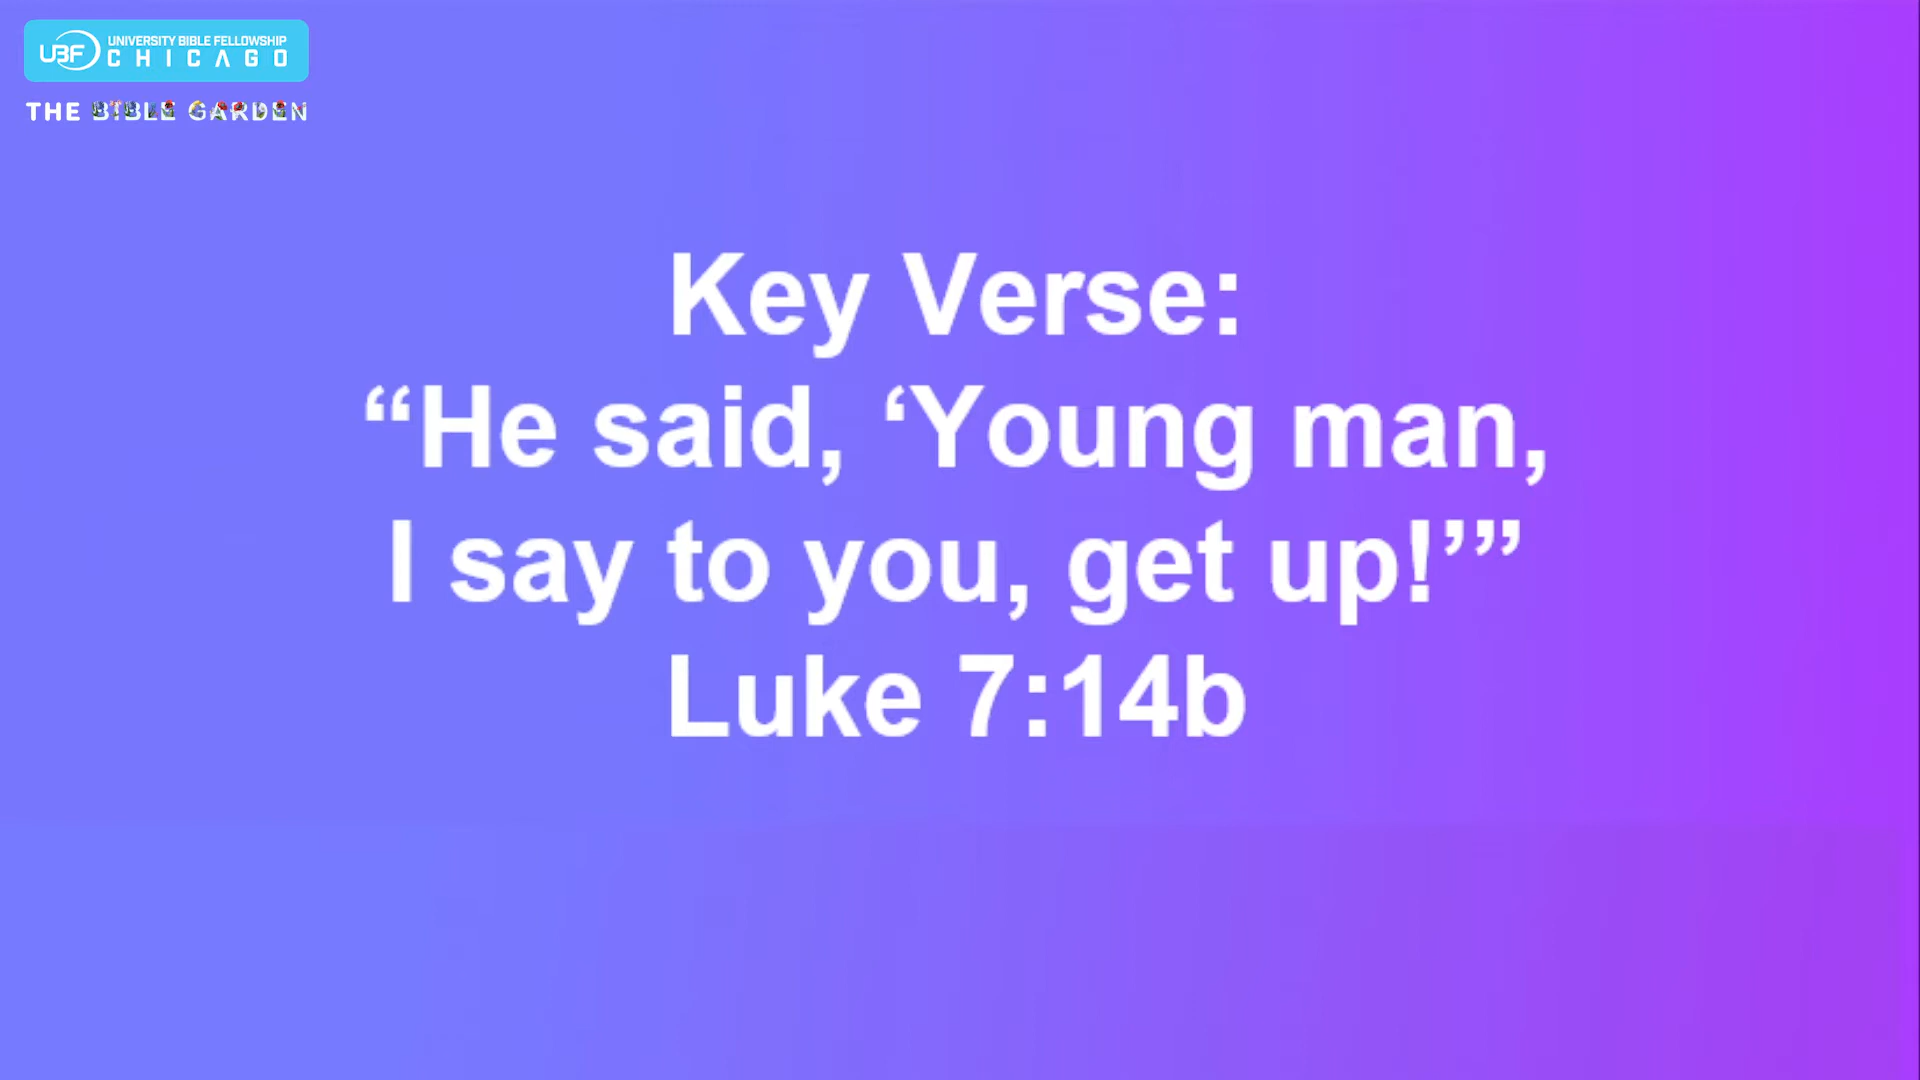 UBF UNIVERSITY BIBLE FELLOWSHIP
CHICAGO
THE BIBLE GARDEN
Key Verse:
“He said, ‘Young man,
I say to you, get up!’”
Luke 7:14b